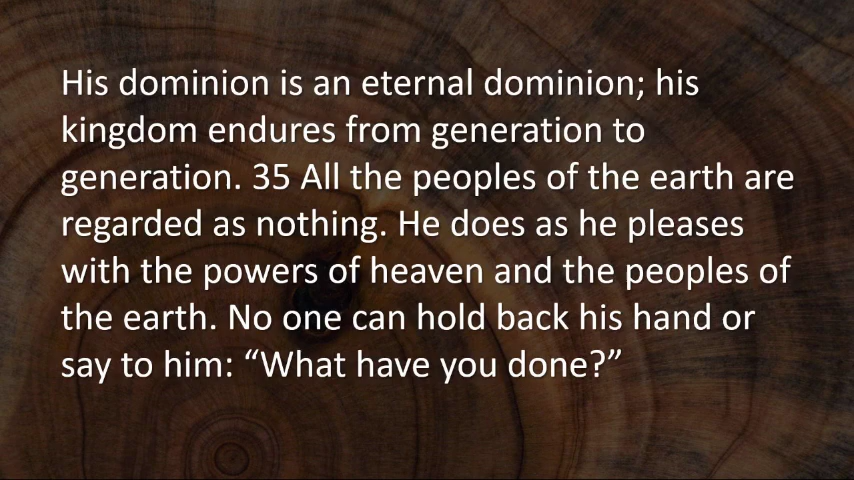 His dominion is an eternal dominion; his
kingdom endures from generation to
generation. 35 All the peoples of the earth are
regarded as nothing. He does as he pleases
with the powers of heaven and the peoples of
the earth. No one can hold back his hand or
say to him: “What have you done?”